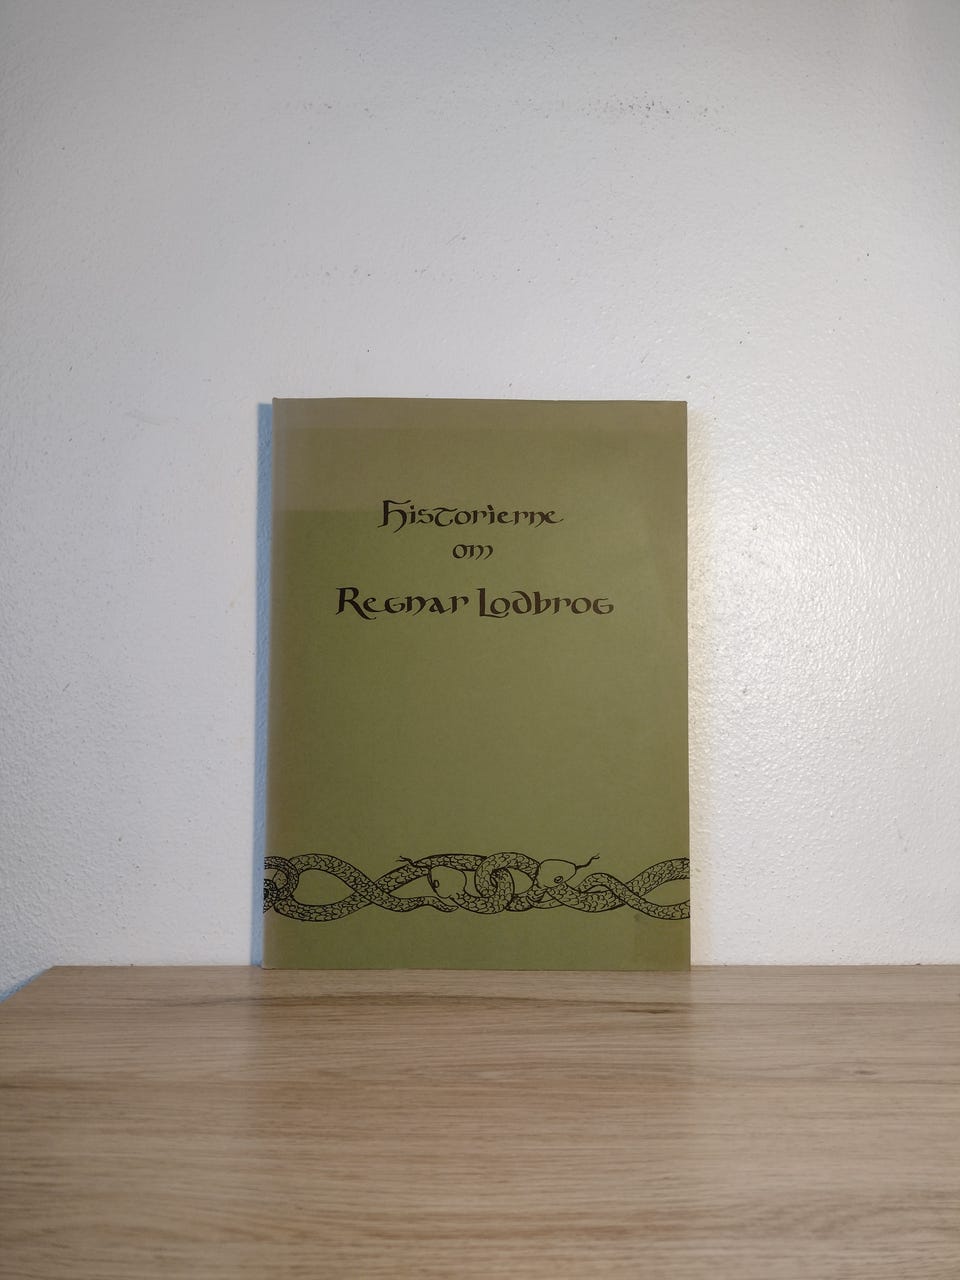 Historierne
om
Regnar Lodbrog